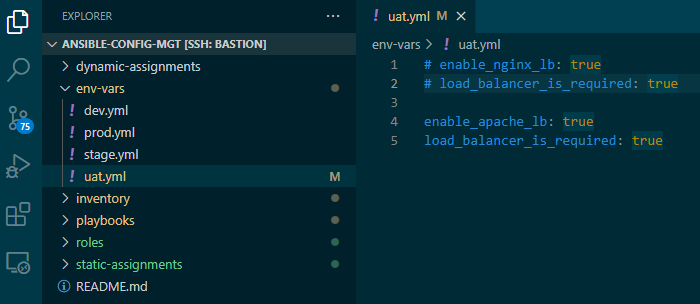 EXPLORER
ANSIBLE-CONFIG-MGT [SSH: BASTION]
dynamic-assignments
env-vars
! dev.yml
! prod.yml
! stage.yml
! uat.yml M
inventory
playbooks
roles
static-assignments
README.md
75
! uat.yml M
env-vars > ! uat.yml
1 # enable_nginx_lb: true
2 # load_balancer_is_required: true
3
4 enable_apache_lb: true
5 load_balancer_is_required: true